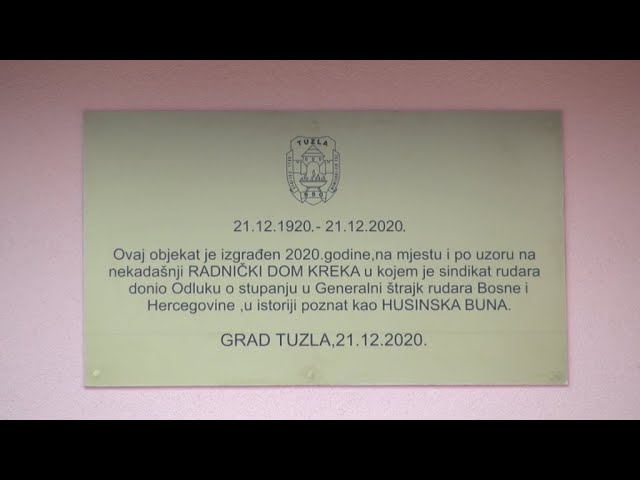 TUZLA
21.12.1920.- 21.12.2020.
Ovaj objekat je izgrađen 2020.godine,na mjestu i po uzoru na
nekadašnji RADNIČKI DOM KREKA u kojem je sindikat rudara
donio Odluku o stupanju u Generalni štrajk rudara Bosne i
Hercegovine ,u istoriji poznat kao HUSINSKA BUNA.
GRAD TUZLA,21.12.2020.